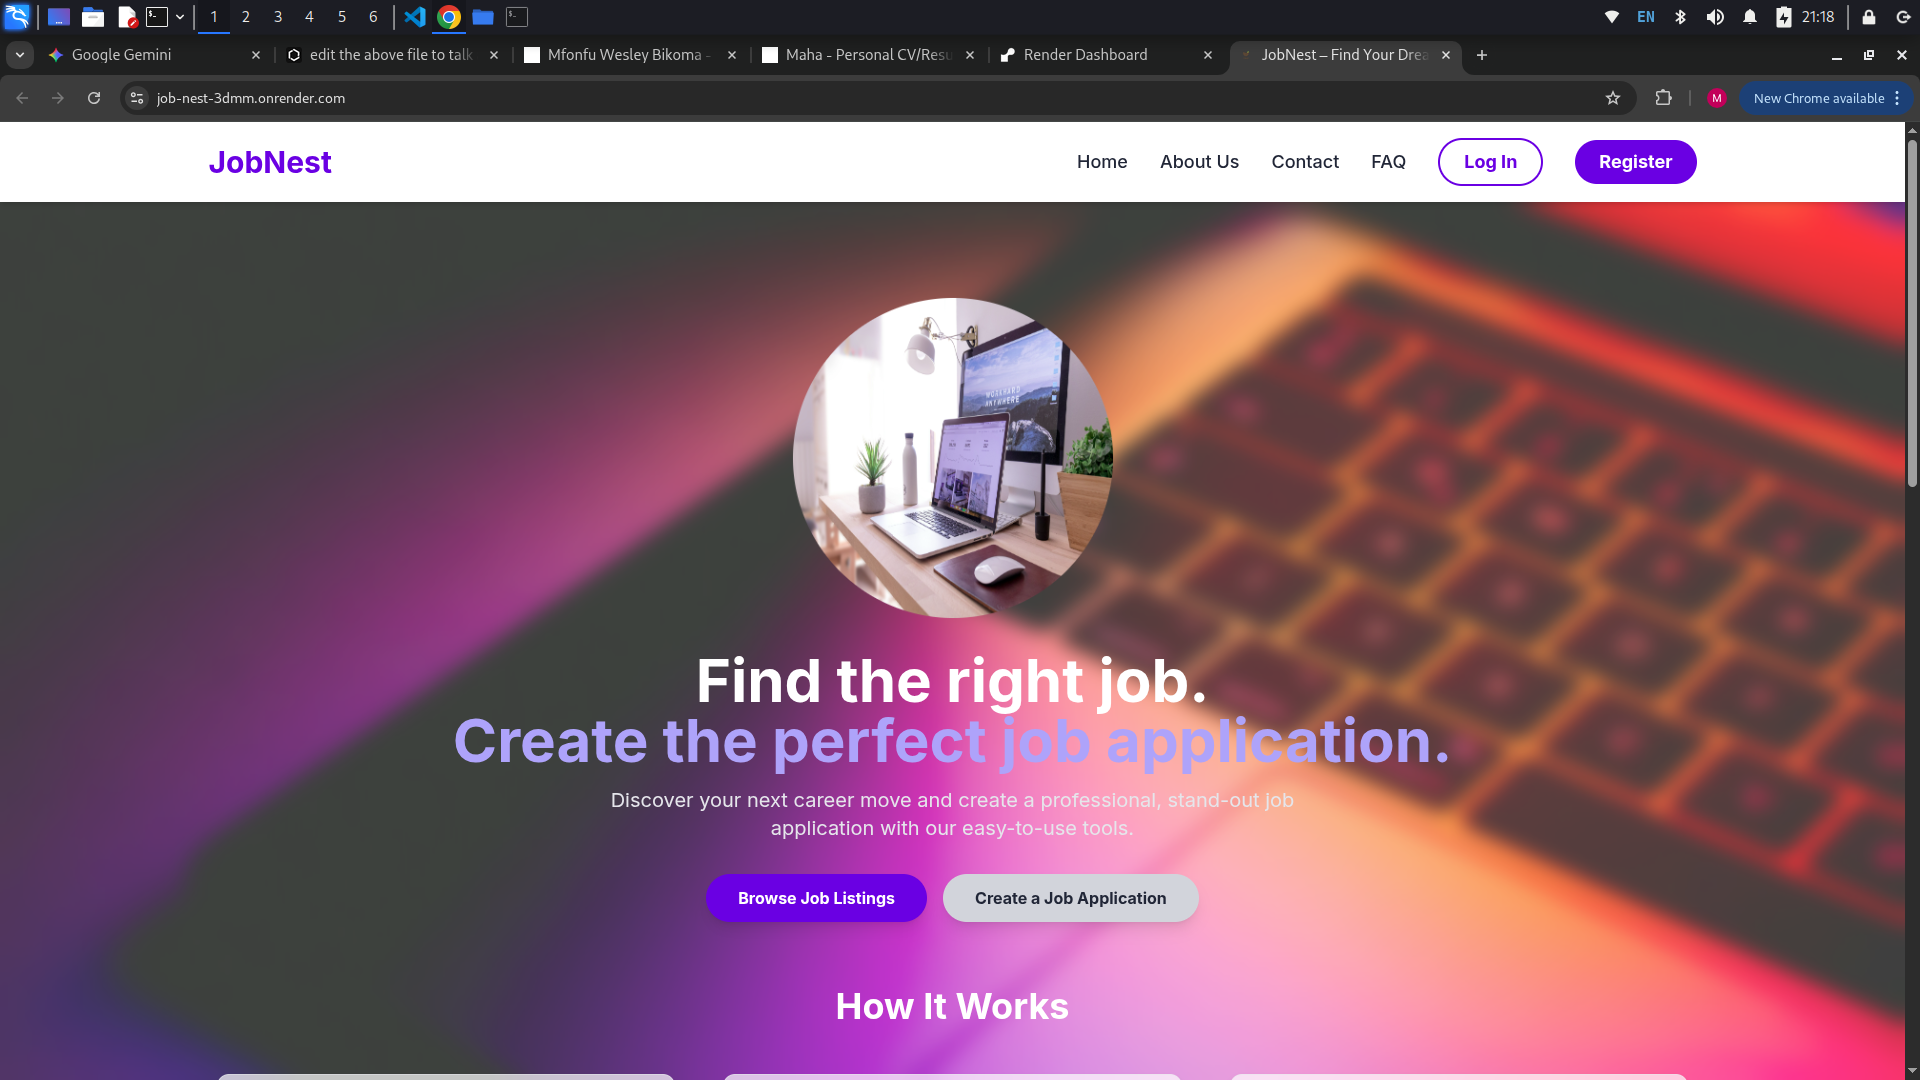 1 2 3 4 5 6
EN 21:18
Google Gemini
edit the above file to talk
Mfonfu Wesley Bikoma -
Maha - Personal CV/Resu
Render Dashboard
JobNest – Find Your Drea
job-nest-3dmm.onrender.com
M
New Chrome available
JobNest
Home About Us Contact FAQ Log In Register
WORK HARD
ANYWHERE
Find the right job.
Create the perfect job application.
Discover your next career move and create a professional, stand-out job
application with our easy-to-use tools.
Browse Job Listings Create a Job Application
How It Works